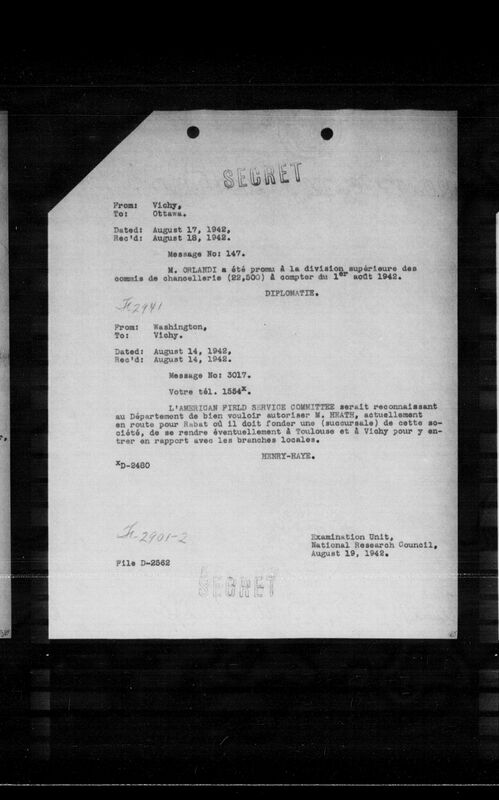 SECRET
From: Vichy,
To: Ottawa.
Dated: August 17, 1942,
Rec'd: August 18, 1942.
Message No: 147.
M. ORLANDI a été promu à la division supérieure des
commis de chancellerie (22,500) à compter du 1er août 1942.
DIPLOMATIE.
Fr 2941
From: Washington,
To: Vichy.
Dated: August 14, 1942,
Rec'd: August 14, 1942.
Message No: 3017.
Votre tél. 1554x.
L'AMERICAN FIELD SERVICE COMMITTEE serait reconnaissant
au Département de bien vouloir autoriser M. HEATH, actuellement
en route pour Rabat où il doit fonder une (succursale) de cette so-
ciété, de se rendre éventuellement à Toulouse et à Vichy pour y en-
trer en rapport avec les branches locales.
HENRY-HAYE.
xD-2480
Fr-2901-2
Examination Unit,
National Research Council,
August 19, 1942.
File D-2562
SECRET